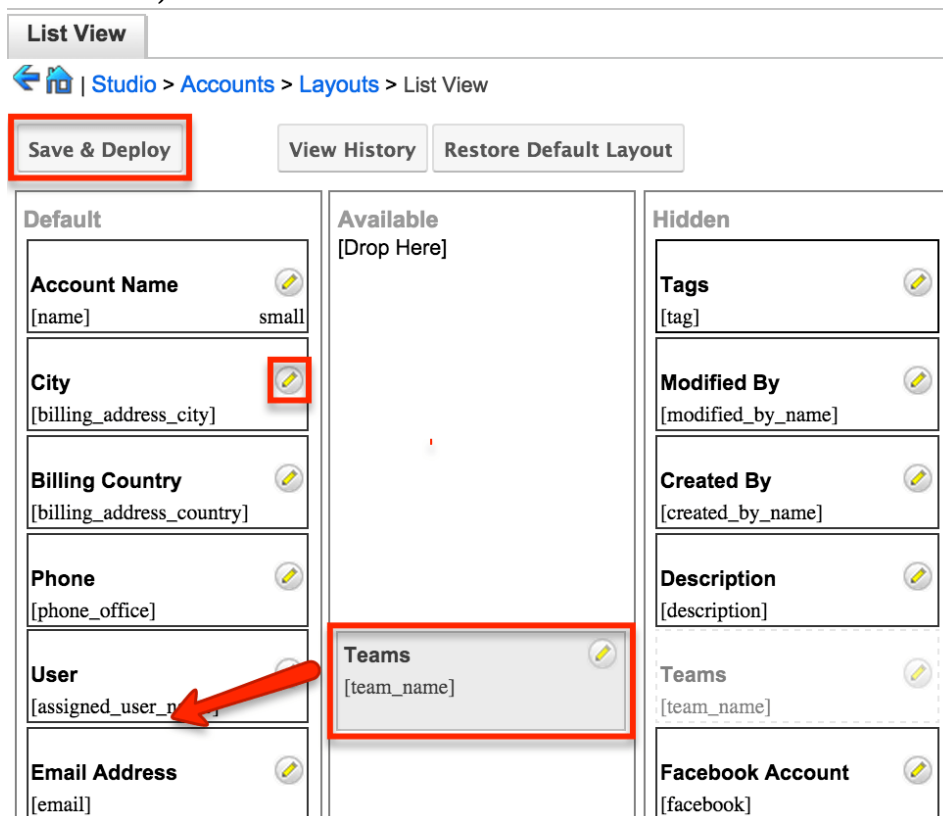 List View
| Studio > Accounts > Layouts > List View
Save & Deploy
View History
Restore Default Layout
Default
Account Name
[name] small
City
[billing_address_city]
Billing Country
[billing_address_country]
Phone
[phone_office]
User
Email Address
[email]
Available
[Drop Here]
Teams
[team_name]
Hidden
Tags
[tag]
Modified By
[modified_by_name]
Created By
[created_by_name]
Description
[description]
Teams
[team_name]
Facebook Account
[facebook]